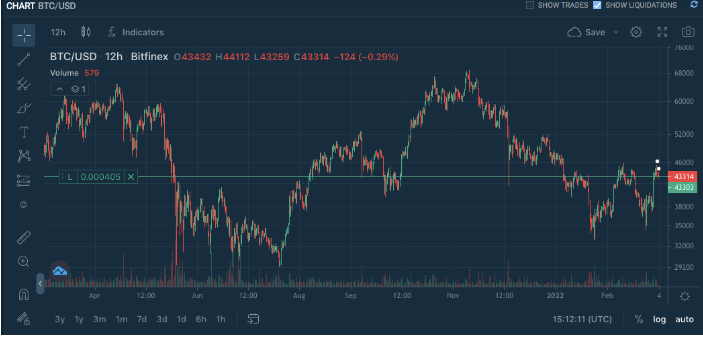 CHART BTC/USD
SHOW TRADES SHOW LIQUIDATIONS
12h Indicators Save
BTC/USD · 12h · Bitfinex O43432 H44112 L43259 C43314 −124 (−0.29%)
Volume 579
1
76000
68000
60000
52000
46000
L 0.000405
43314
43303
38000
35000
32000
29200
Apr 12:00 Jun 12:00 Aug Sep 12:00 Nov 12:00 2022 Feb 4
3y 1y 3m 1m 7d 3d 1d 6h 1h 15:12:11 (UTC) % log auto